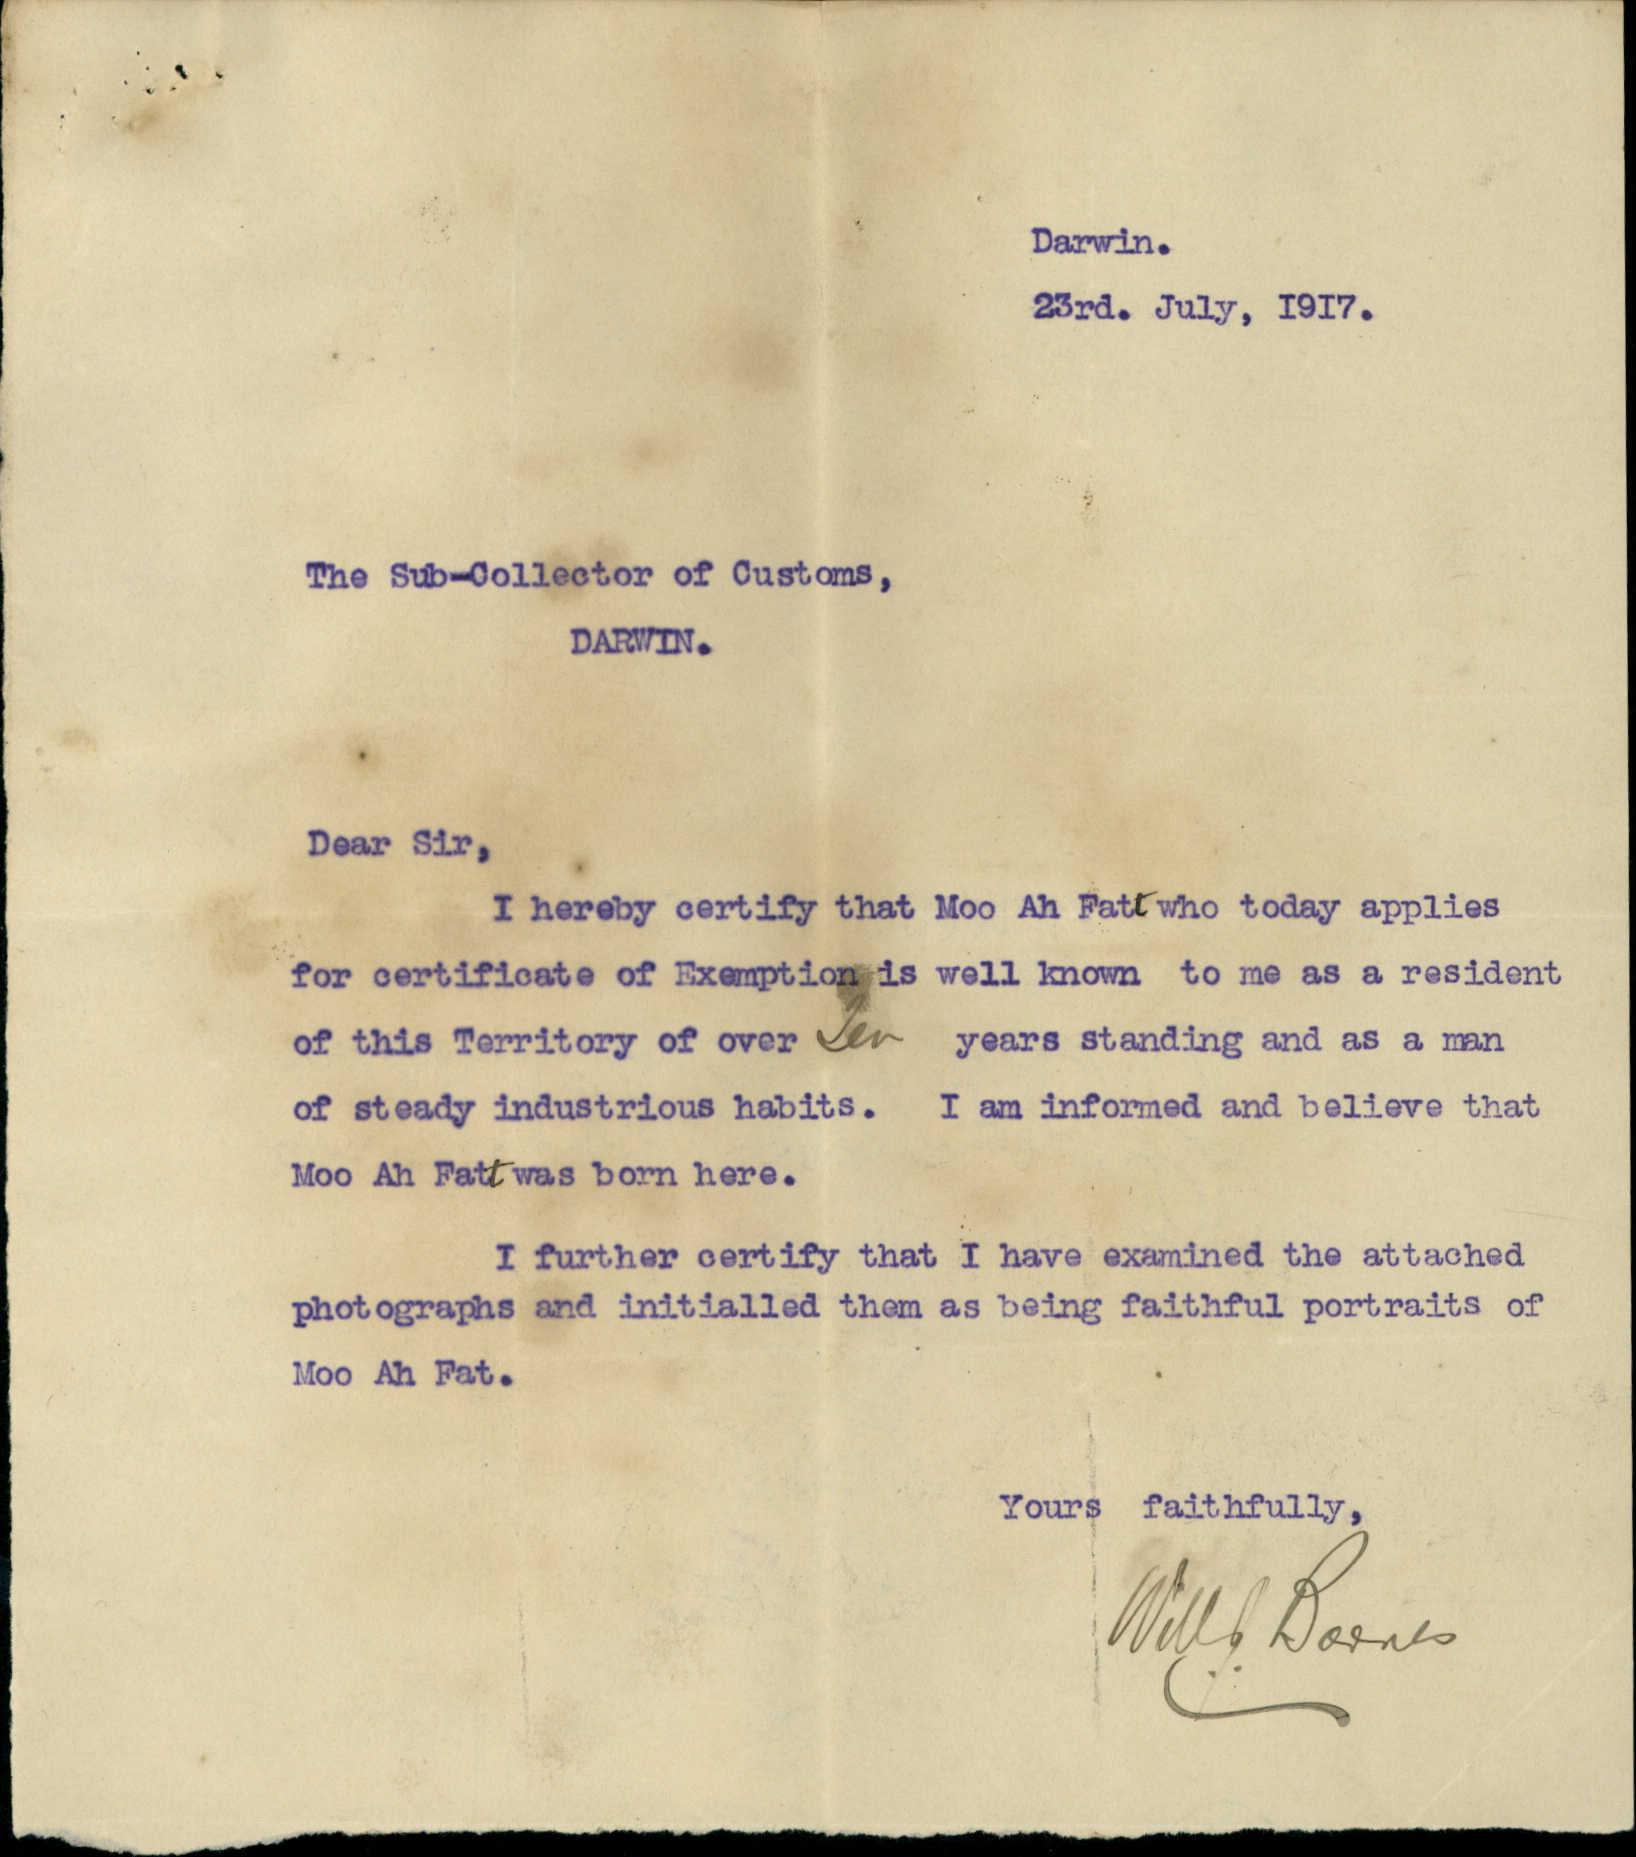 Darwin.
23rd. July, I9I7.
The Sub-Collector of Customs,
DARWIN.
Dear Sir,
I hereby certify that Moo Ah Fatt who today applies
for certificate of Exemption is well known to me as a resident
of this Territory of over Ten years standing and as a man
of steady industrious habits. I am informed and believe that
Moo Ah Fatt was born here.
I further certify that I have examined the attached
photographs and initialled them as being faithful portraits of
Moo Ah Fat.
Yours faithfully,
Barnes